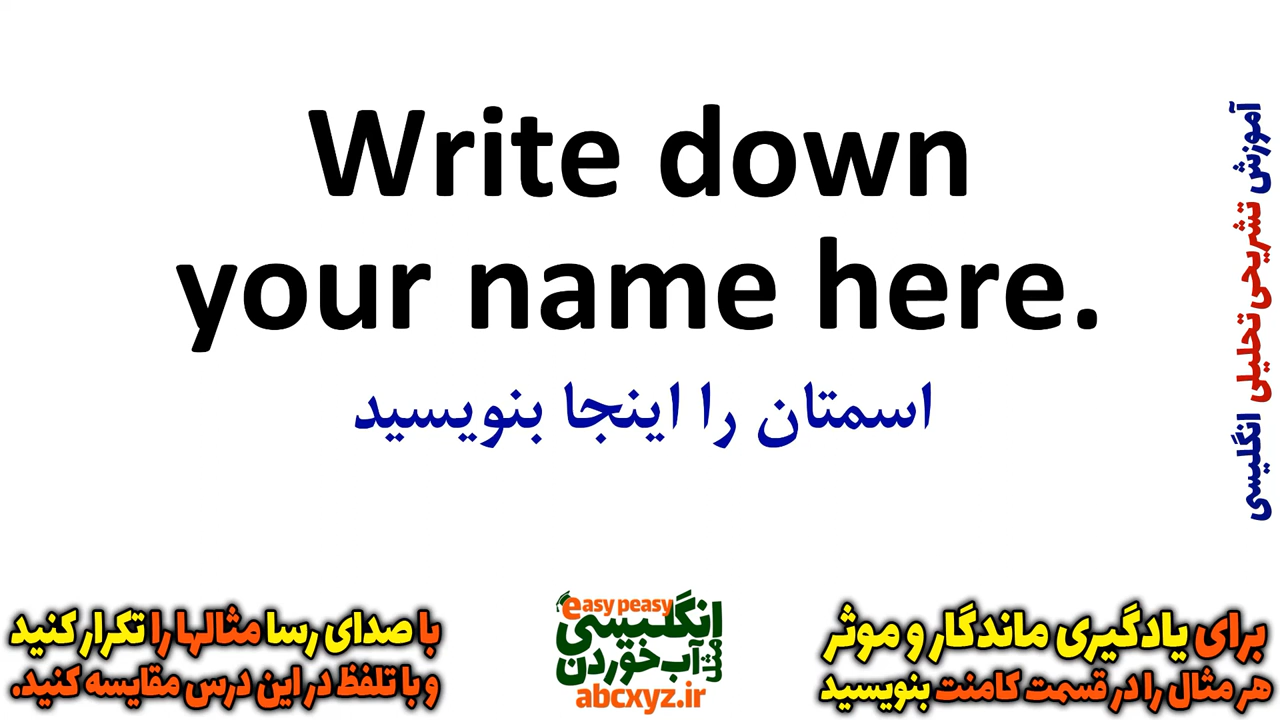 Write down
your name here.
اسمتان را اینجا بنویسید
آموزش تشریحی تحلیلی انگلیسی
با صدای رسا مثالها را تکرار کنید
و با تلفظ در این درس مقایسه کنید.
easy peasy
انگلیسی
مثل آب خوردن
abcxyz.ir
برای یادگیری ماندگار و موثر
هر مثال را در قسمت کامنت بنویسید